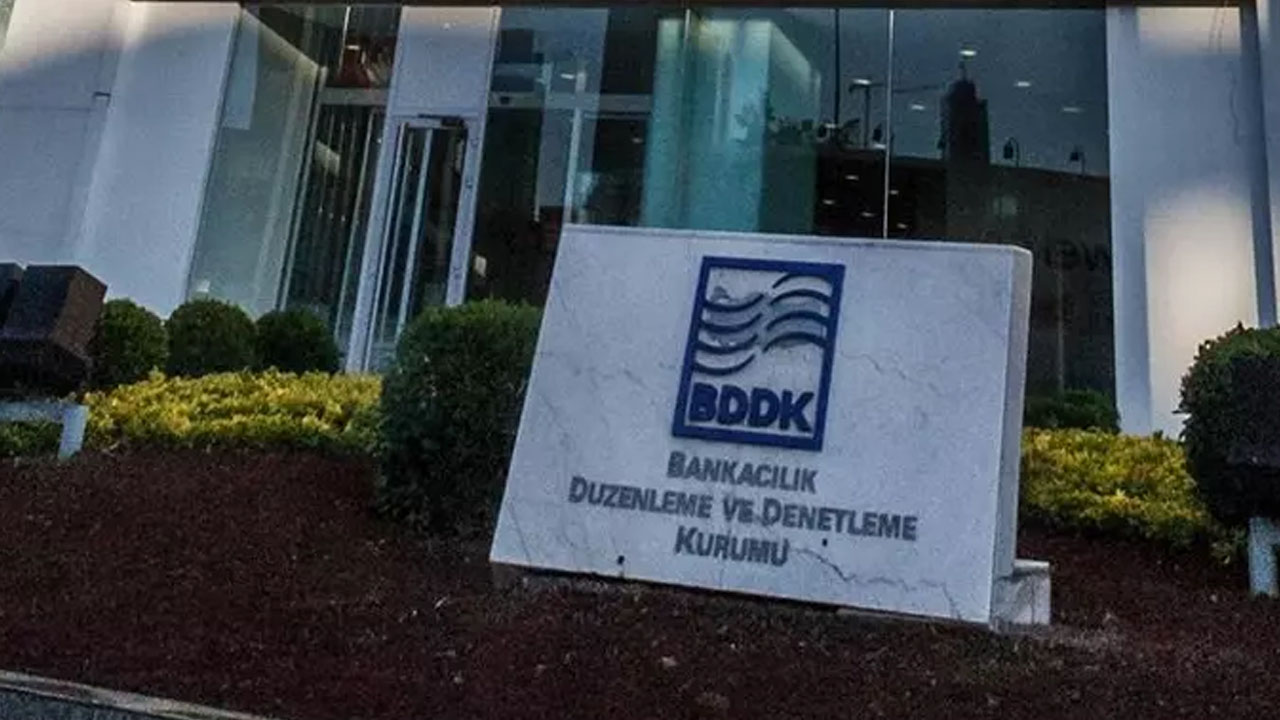 BDDK
BANKACILIK
DUZENLEME VE DENETLEME
KURUMU